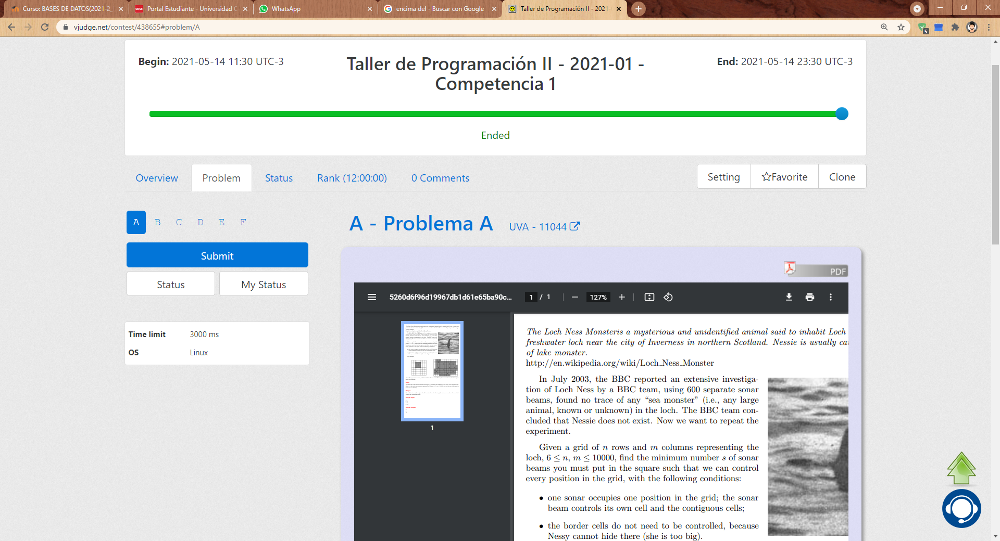 Curso: BASES DE DATOS(2021-2_
Portal Estudiante - Universidad C
WhatsApp
encima del - Buscar con Google
Taller de Programación II - 2021-
vjudge.net/contest/438655#problem/A
5
Begin: 2021-05-14 11:30 UTC-3
Taller de Programación II - 2021-01 -
Competencia 1
End: 2021-05-14 23:30 UTC-3
Ended
Overview
Problem
Status
Rank (12:00:00)
0 Comments
Setting
Favorite
Clone
A B C D E F
Submit
Status
My Status
Time limit 3000 ms
OS Linux
A - Problema A UVA - 11044
PDF
5260d6f96d19967db1d61e65ba90c...
1 / 1
127%
1
The Loch Ness Monsteris a mysterious and unidentified animal said to inhabit Loch
freshwater loch near the city of Inverness in northern Scotland. Nessie is usually ca
of lake monster.
http://en.wikipedia.org/wiki/Loch_Ness_Monster
In July 2003, the BBC reported an extensive investiga-
tion of Loch Ness by a BBC team, using 600 separate sonar
beams, found no trace of any “sea monster” (i.e., any large
animal, known or unknown) in the loch. The BBC team con-
cluded that Nessie does not exist. Now we want to repeat the
experiment.
Given a grid of n rows and m columns representing the
loch, 6 ≤ n, m ≤ 10000, find the minimum number s of sonar
beams you must put in the square such that we can control
every position in the grid, with the following conditions:
• one sonar occupies one position in the grid; the sonar
beam controls its own cell and the contiguous cells;
• the border cells do not need to be controlled, because
Nessy cannot hide there (she is too big).